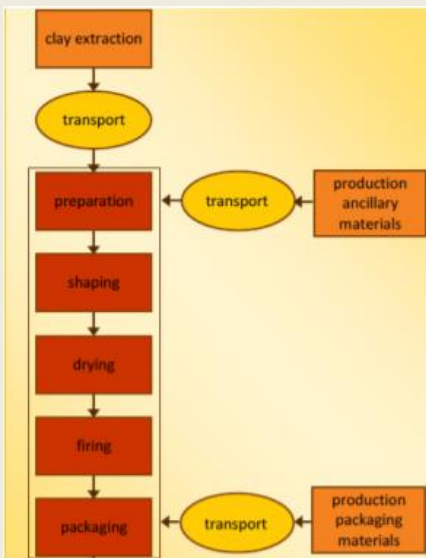 clay extraction
transport
preparation
transport
production
ancillary
materials
shaping
drying
firing
packaging
transport
production
packaging
materials